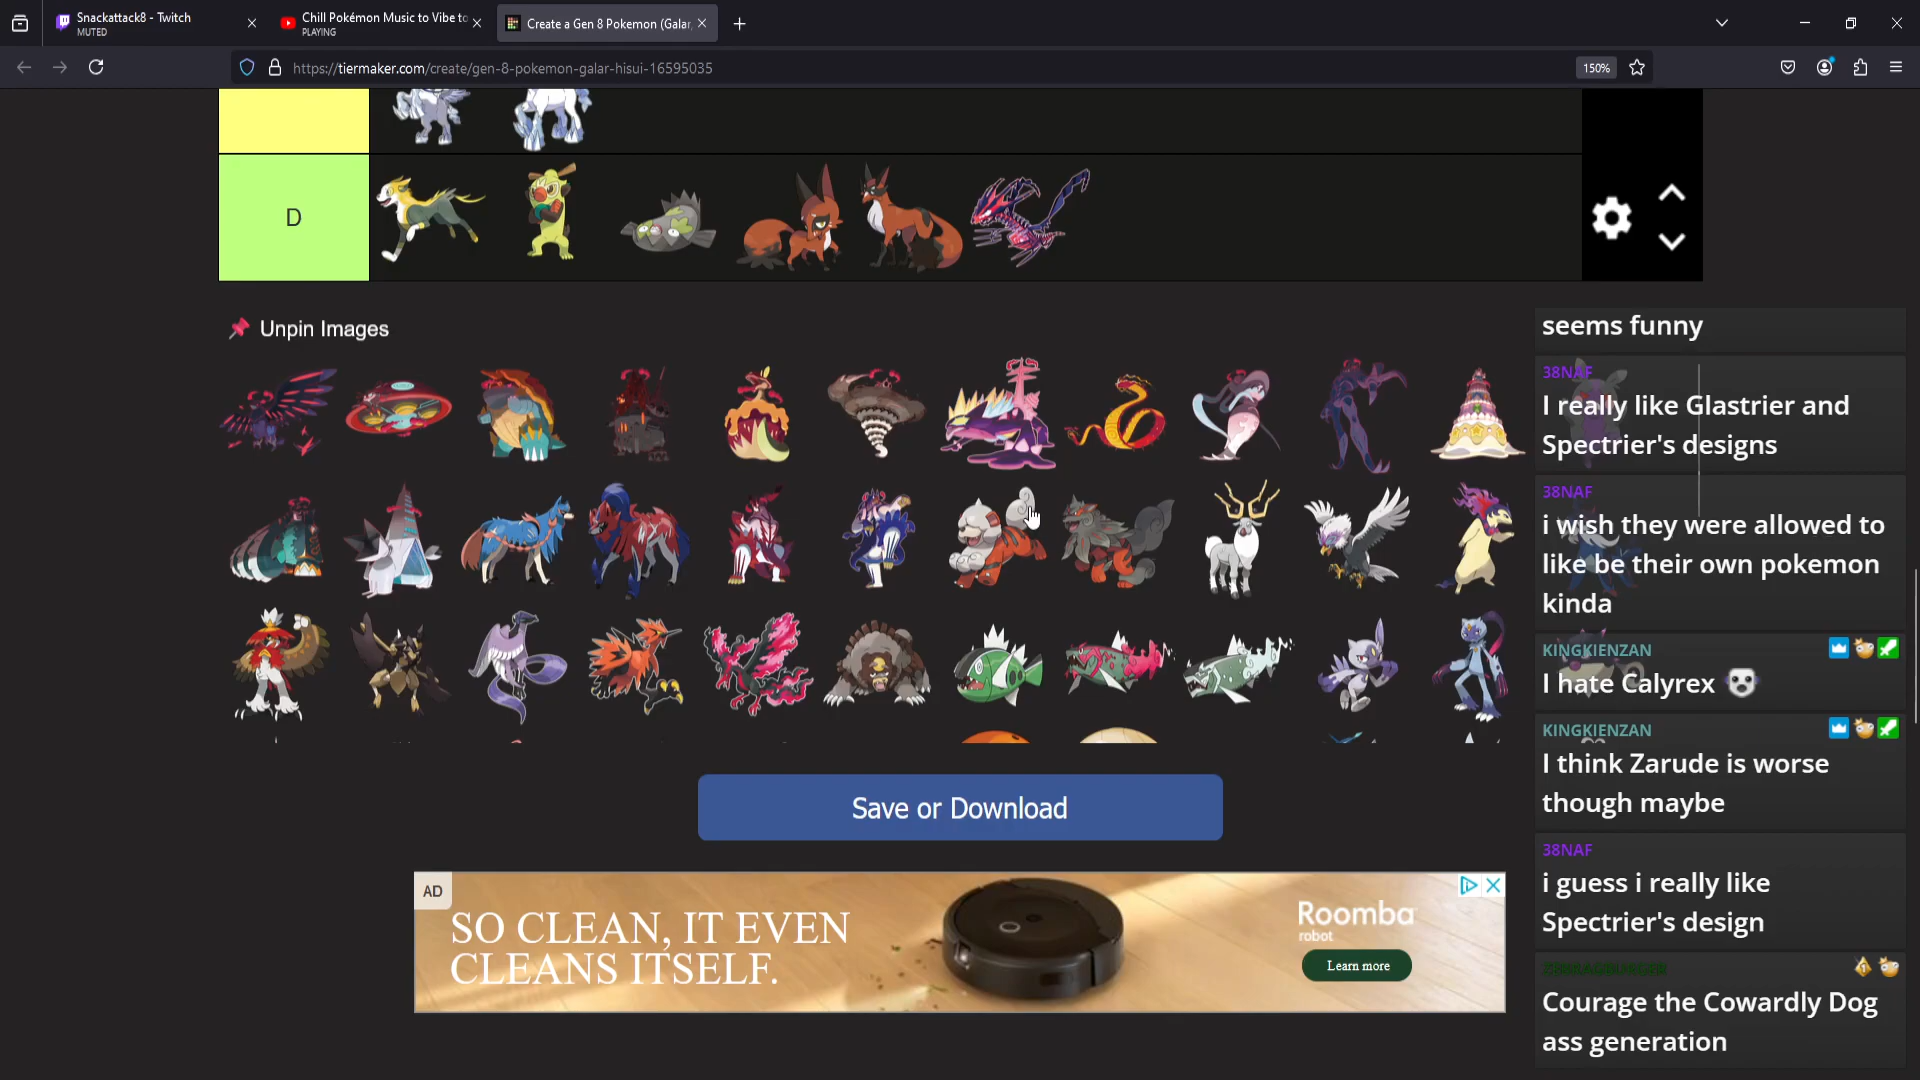 Snackattack8 - Twitch
MUTED
Chill Pokémon Music to Vibe to
PLAYING
Create a Gen 8 Pokemon (Galar,
https://tiermaker.com/create/gen-8-pokemon-galar-hisui-16595035
150%
D
Unpin Images
seems funny
38NAF
I really like Glastrier and
Spectrier's designs
38NAF
i wish they were allowed to
like be their own pokemon
kinda
KINGKIENZAN
I hate Calyrex
KINGKIENZAN
I think Zarude is worse
though maybe
38NAF
i guess i really like
Spectrier's design
Courage the Cowardly Dog
ass generation
Save or Download
AD
SO CLEAN, IT EVEN
CLEANS ITSELF.
Roomba
robot
Learn more